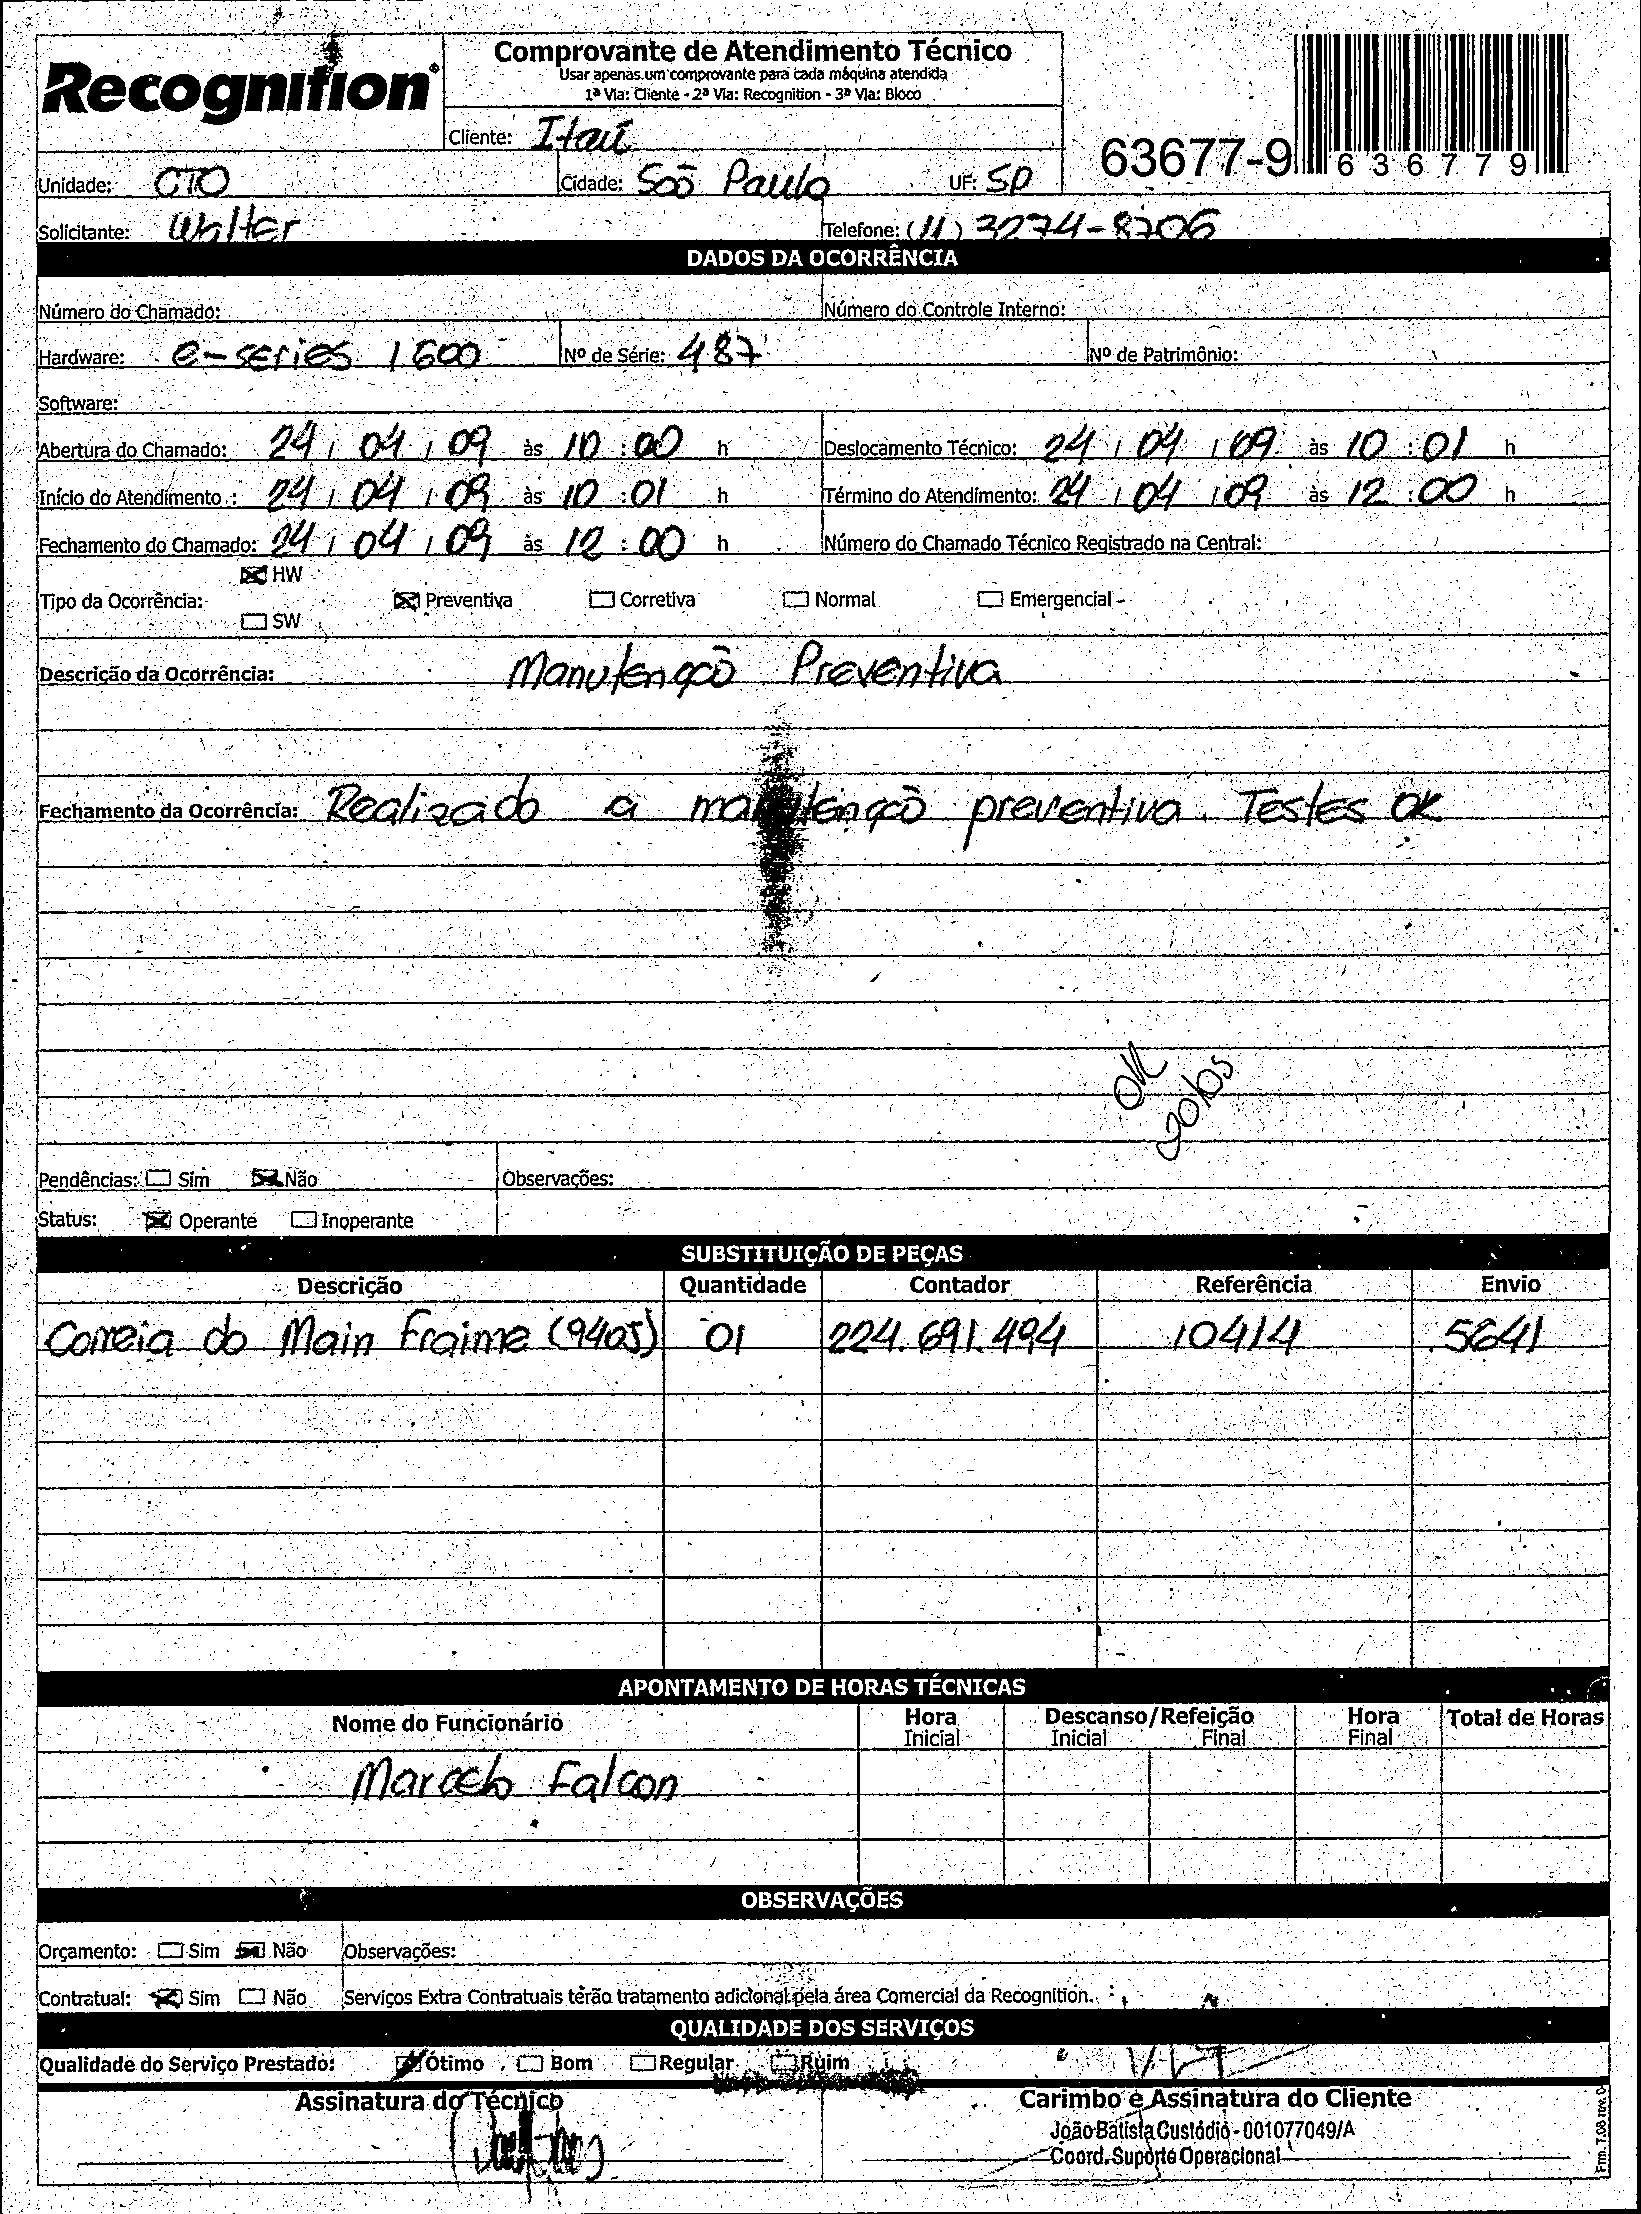 Recognition®
Comprovante de Atendimento Técnico
Usar apenas um comprovante para cada máquina atendida
1ª Via: Cliente - 2ª Via: Recognition - 3ª Via: Bloco
Cliente: Itaú
63677-9
6 3 6 7 7 9
Unidade: CTO Cidade: Soõ Paulo UF: SP
Solicitante: Walter Telefone: (11) 3274-8706
DADOS DA OCORRÊNCIA
Número do Chamado: Número do Controle Interno:
Hardware: e-series 1600 Nº de Série: 487 Nº de Patrimônio:
Software:
Abertura do Chamado: 24 / 04 / 09 às 10 : 00 h Deslocamento Técnico: 24 / 04 / 09 às 10 : 01 h
Início do Atendimento : 24 / 04 / 09 às 10 : 01 h Término do Atendimento: 24 / 04 / 09 às 12 : 00 h
Fechamento do Chamado: 24 / 04 / 09 às 12 : 00 h Número do Chamado Técnico Registrado na Central:
HW
Tipo da Ocorrência: Preventiva Corretiva Normal Emergencial
SW
Descrição da Ocorrência: Manutençõ Preventiva
Fechamento da Ocorrência: Realizado a manutençõ preventiva. Testes OK
OK
Pendências: Sim Não Observações:
Status: Operante Inoperante
SUBSTITUIÇÃO DE PEÇAS
Descrição Quantidade Contador Referência Envio
Correia do Main Fraime (940J) 01 224.691.494 10414 5641
APONTAMENTO DE HORAS TÉCNICAS
Nome do Funcionário Hora Inicial Descanso/Refeição Inicial Final Hora Final Total de Horas
Marcelo Falcon
OBSERVAÇÕES
Orçamento: Sim Não Observações:
Contratual: Sim Não Serviços Extra Contratuais terão tratamento adicional pela área Comercial da Recognition.
QUALIDADE DOS SERVIÇOS
Qualidade do Serviço Prestado: Ótimo Bom Regular Ruim
Assinatura do Técnico Carimbo e Assinatura do Cliente
João Batista Custódio - 001077049/A
Coord. Suporte Operacional
Frm. 7.08 rev. C